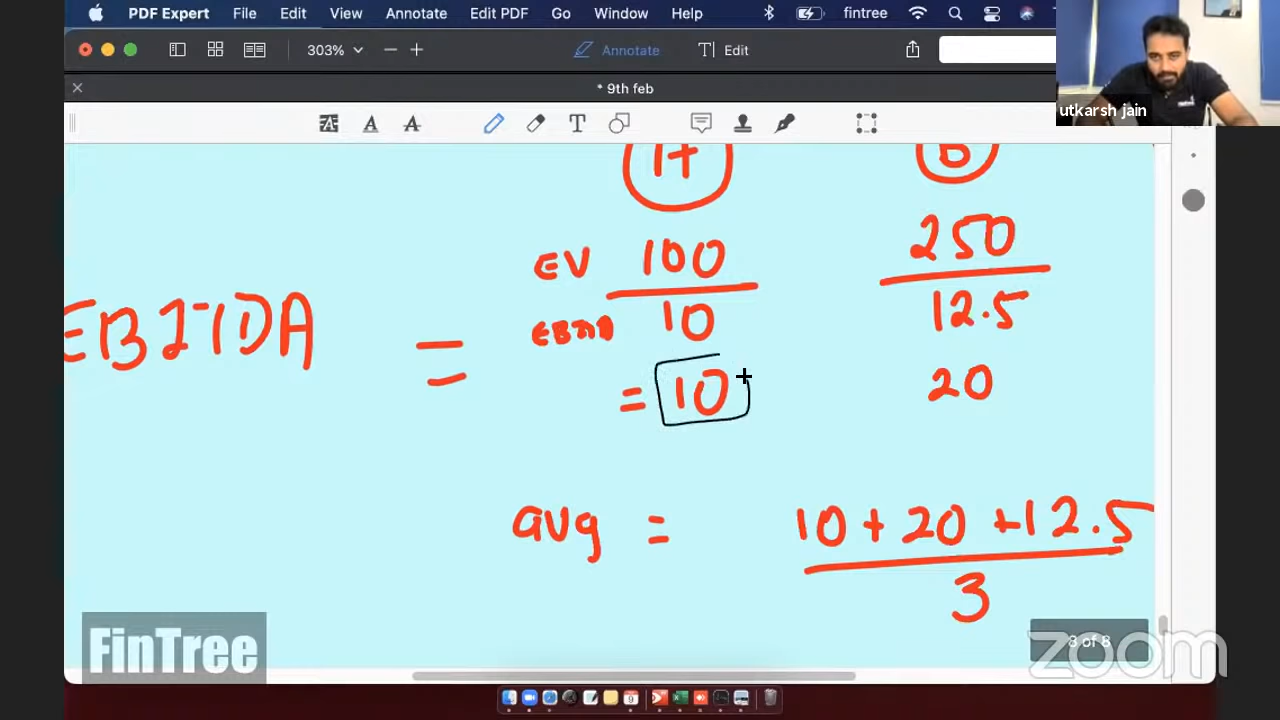 PDF Expert File Edit View Annotate Edit PDF Go Window Help fintree
303% Annotate T Edit
* 9th feb
utkarsh jain
A A A T
B
EV 100 250
EBITDA = 10 12.5
= 10 20
avg = 10 + 20 + 12.5
3
8 of 8
FinTree
zoom